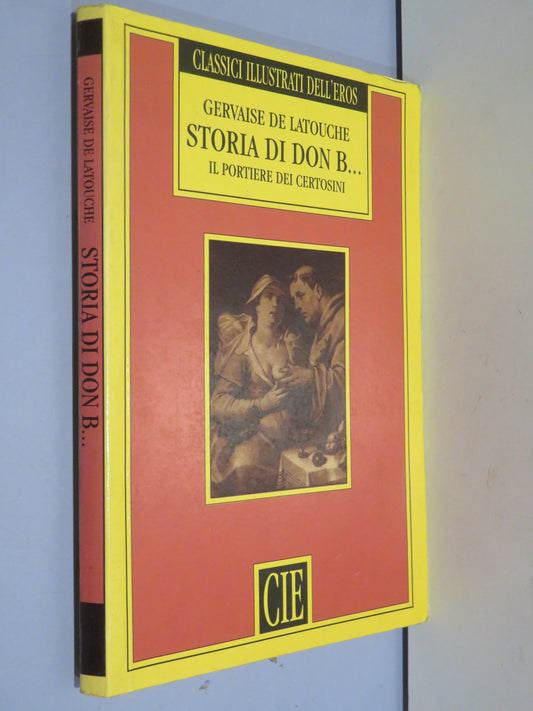 CLASSICI ILLUSTRATI DELL'EROS
GERVAISE DE LATOUCHE
STORIA DI DON B...
IL PORTIERE DEI CERTOSINI
CIE
GERVAISE DE LATOUCHE
STORIA DI DON B...